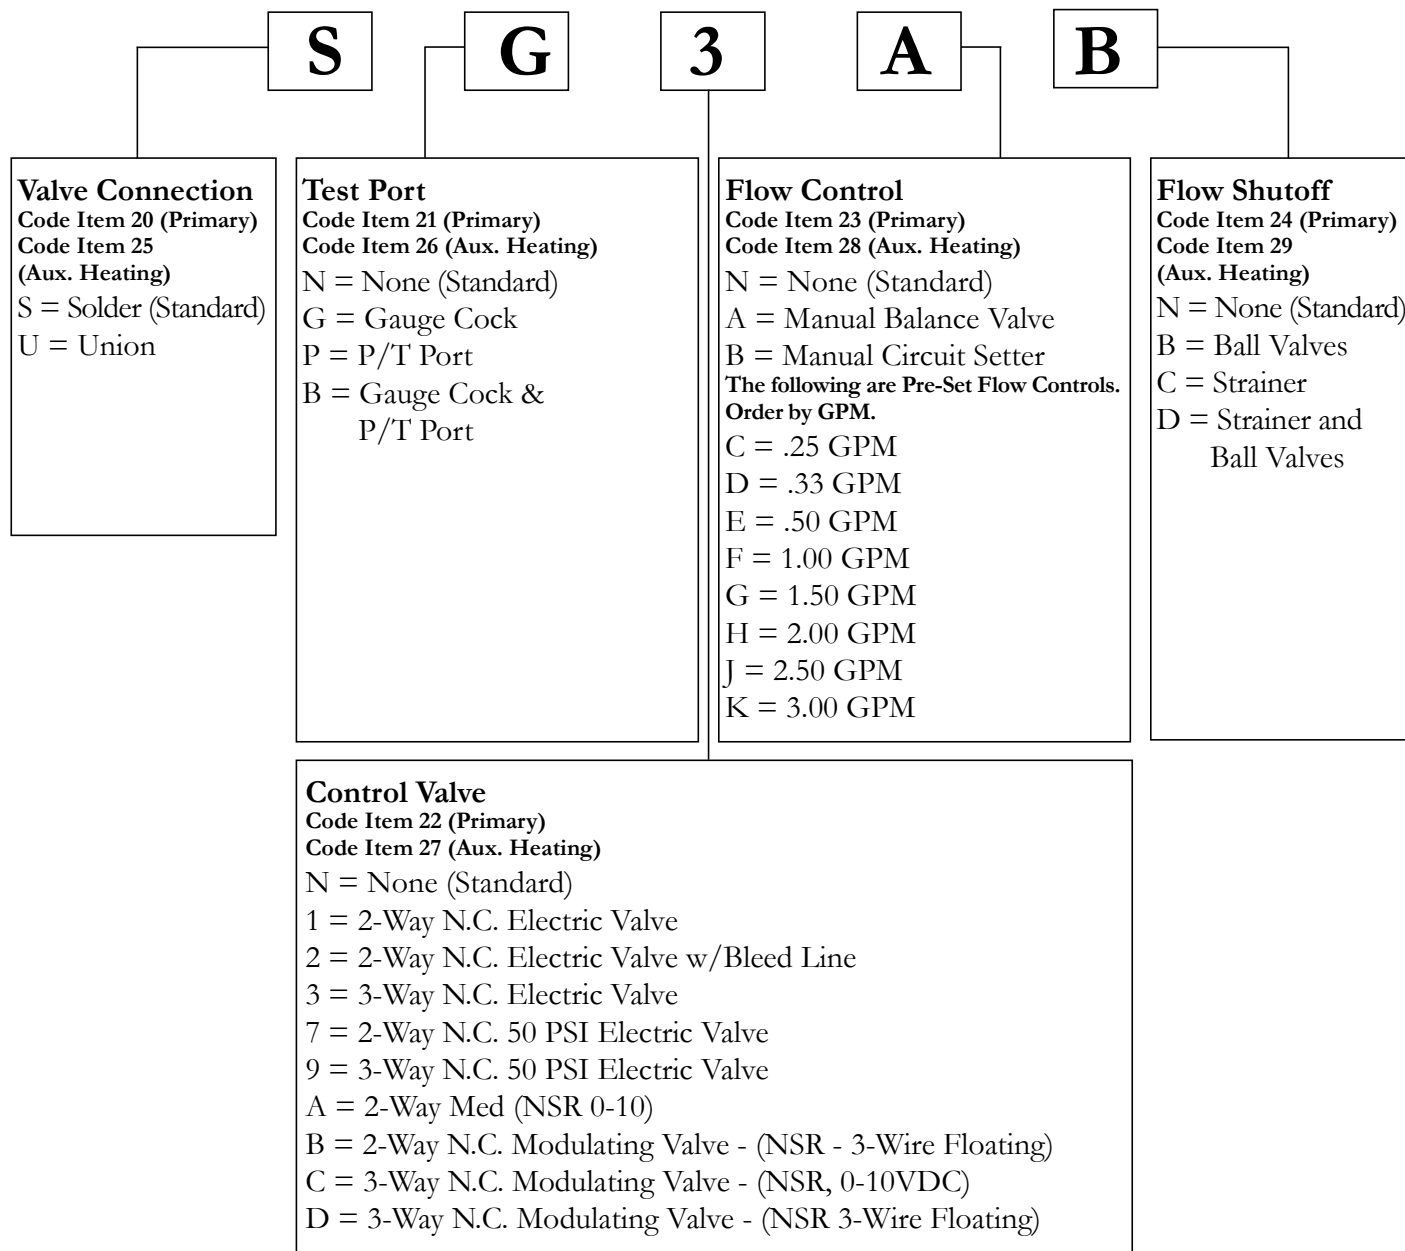 S G 3 A B
Valve Connection
Code Item 20 (Primary)
Code Item 25
(Aux. Heating)
S = Solder (Standard)
U = Union
Test Port
Code Item 21 (Primary)
Code Item 26 (Aux. Heating)
N = None (Standard)
G = Gauge Cock
P = P/T Port
B = Gauge Cock &
P/T Port
Flow Control
Code Item 23 (Primary)
Code Item 28 (Aux. Heating)
N = None (Standard)
A = Manual Balance Valve
B = Manual Circuit Setter
The following are Pre-Set Flow Controls.
Order by GPM.
C = .25 GPM
D = .33 GPM
E = .50 GPM
F = 1.00 GPM
G = 1.50 GPM
H = 2.00 GPM
J = 2.50 GPM
K = 3.00 GPM
Flow Shutoff
Code Item 24 (Primary)
Code Item 29
(Aux. Heating)
N = None (Standard)
B = Ball Valves
C = Strainer
D = Strainer and
Ball Valves
Control Valve
Code Item 22 (Primary)
Code Item 27 (Aux. Heating)
N = None (Standard)
1 = 2-Way N.C. Electric Valve
2 = 2-Way N.C. Electric Valve w/Bleed Line
3 = 3-Way N.C. Electric Valve
7 = 2-Way N.C. 50 PSI Electric Valve
9 = 3-Way N.C. 50 PSI Electric Valve
A = 2-Way Med (NSR 0-10)
B = 2-Way N.C. Modulating Valve - (NSR - 3-Wire Floating)
C = 3-Way N.C. Modulating Valve - (NSR, 0-10VDC)
D = 3-Way N.C. Modulating Valve - (NSR 3-Wire Floating)